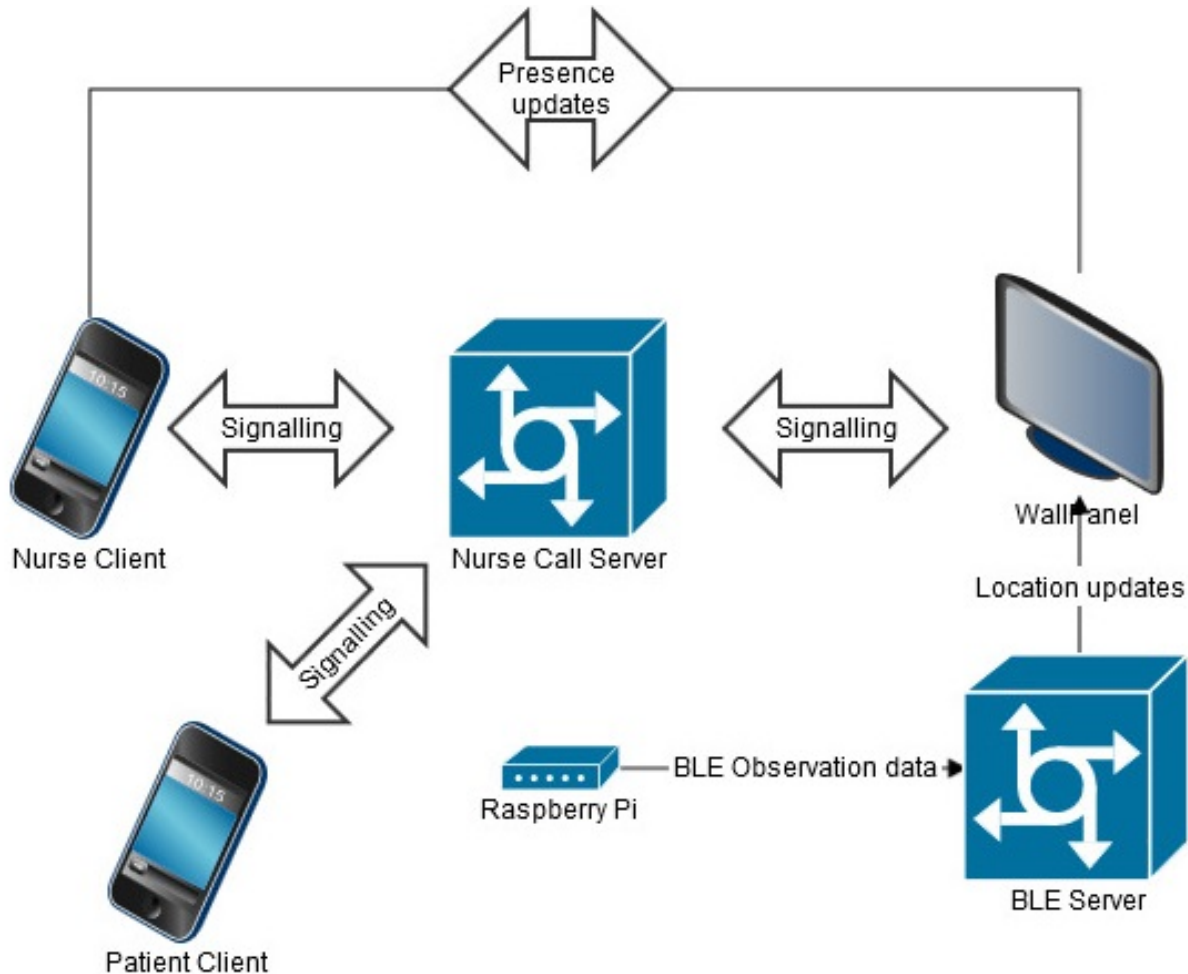 Presence
updates
10:15
Signalling
Signalling
WallPanel
Nurse Client
Nurse Call Server
Location updates
Signalling
10:15
BLE Observation data
Raspberry Pi
BLE Server
Patient Client